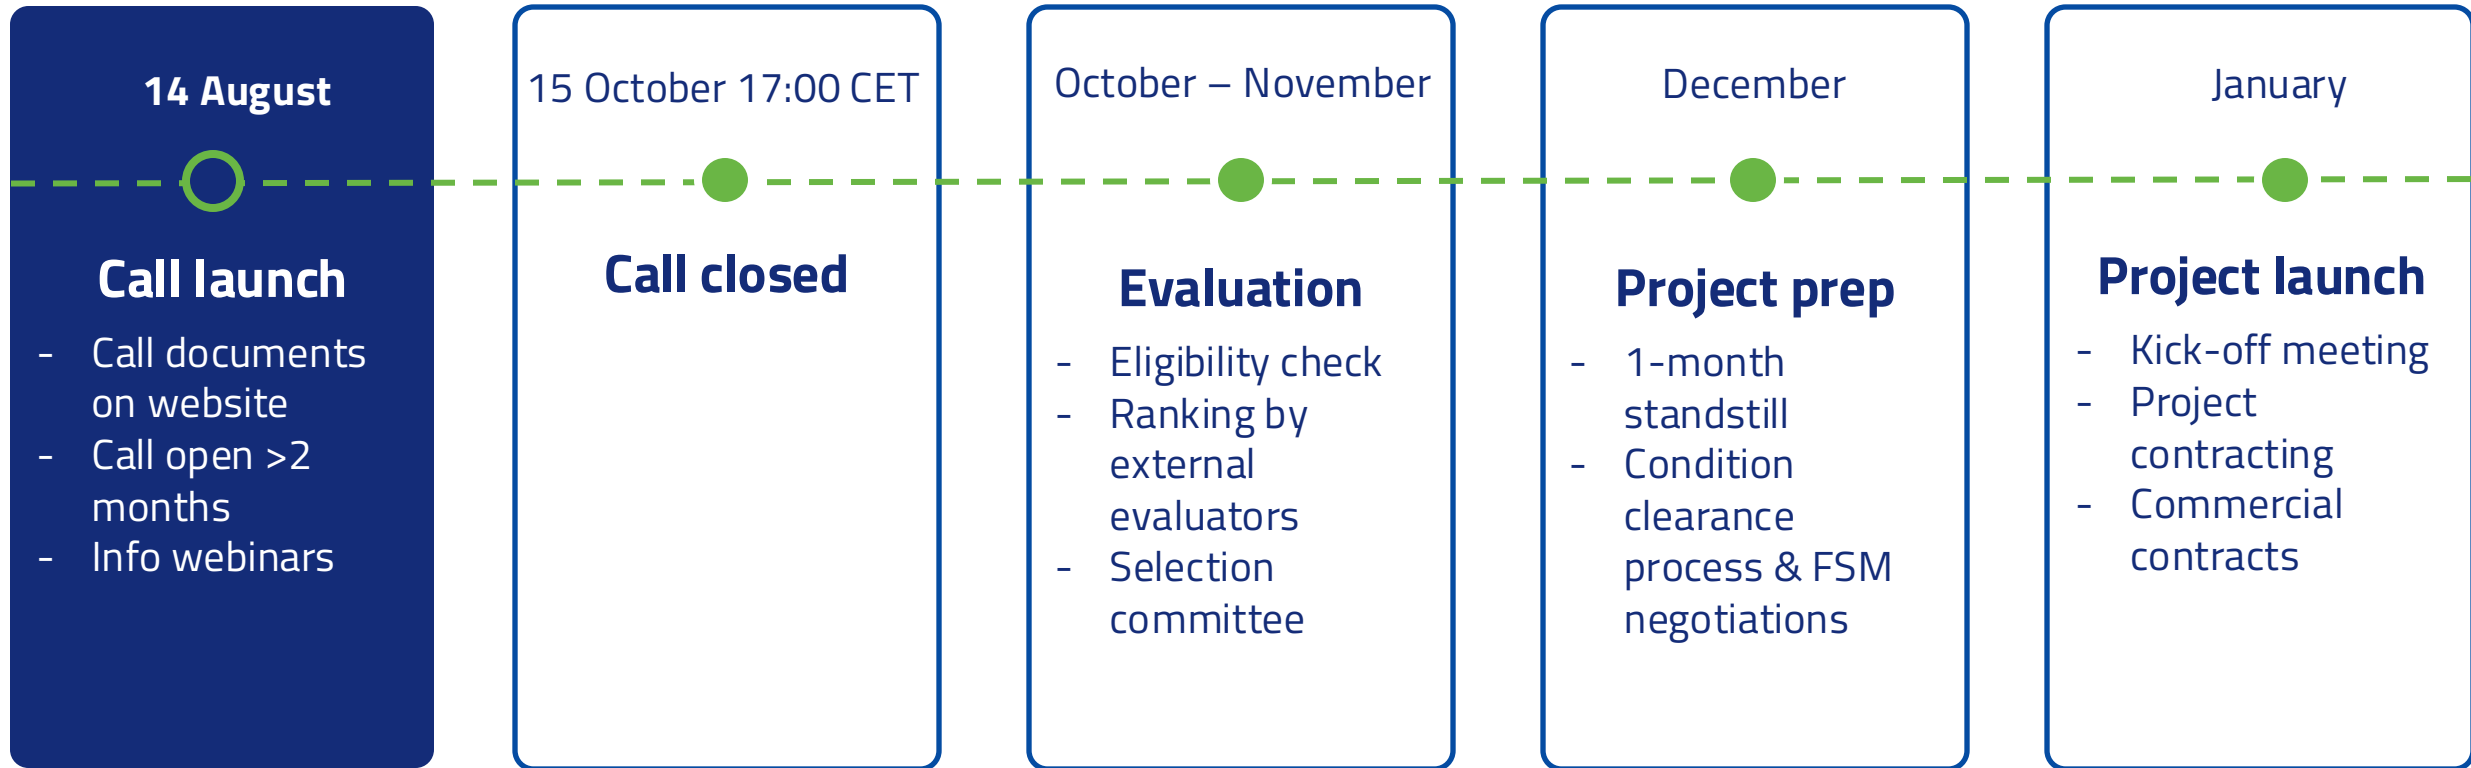 14 August
Call launch
- Call documents
on website
- Call open >2
months
- Info webinars
15 October 17:00 CET
Call closed
October – November
Evaluation
- Eligibility check
- Ranking by
external
evaluators
- Selection
committee
December
Project prep
- 1-month
standstill
- Condition
clearance
process & FSM
negotiations
January
Project launch
- Kick-off meeting
- Project
contracting
- Commercial
contracts